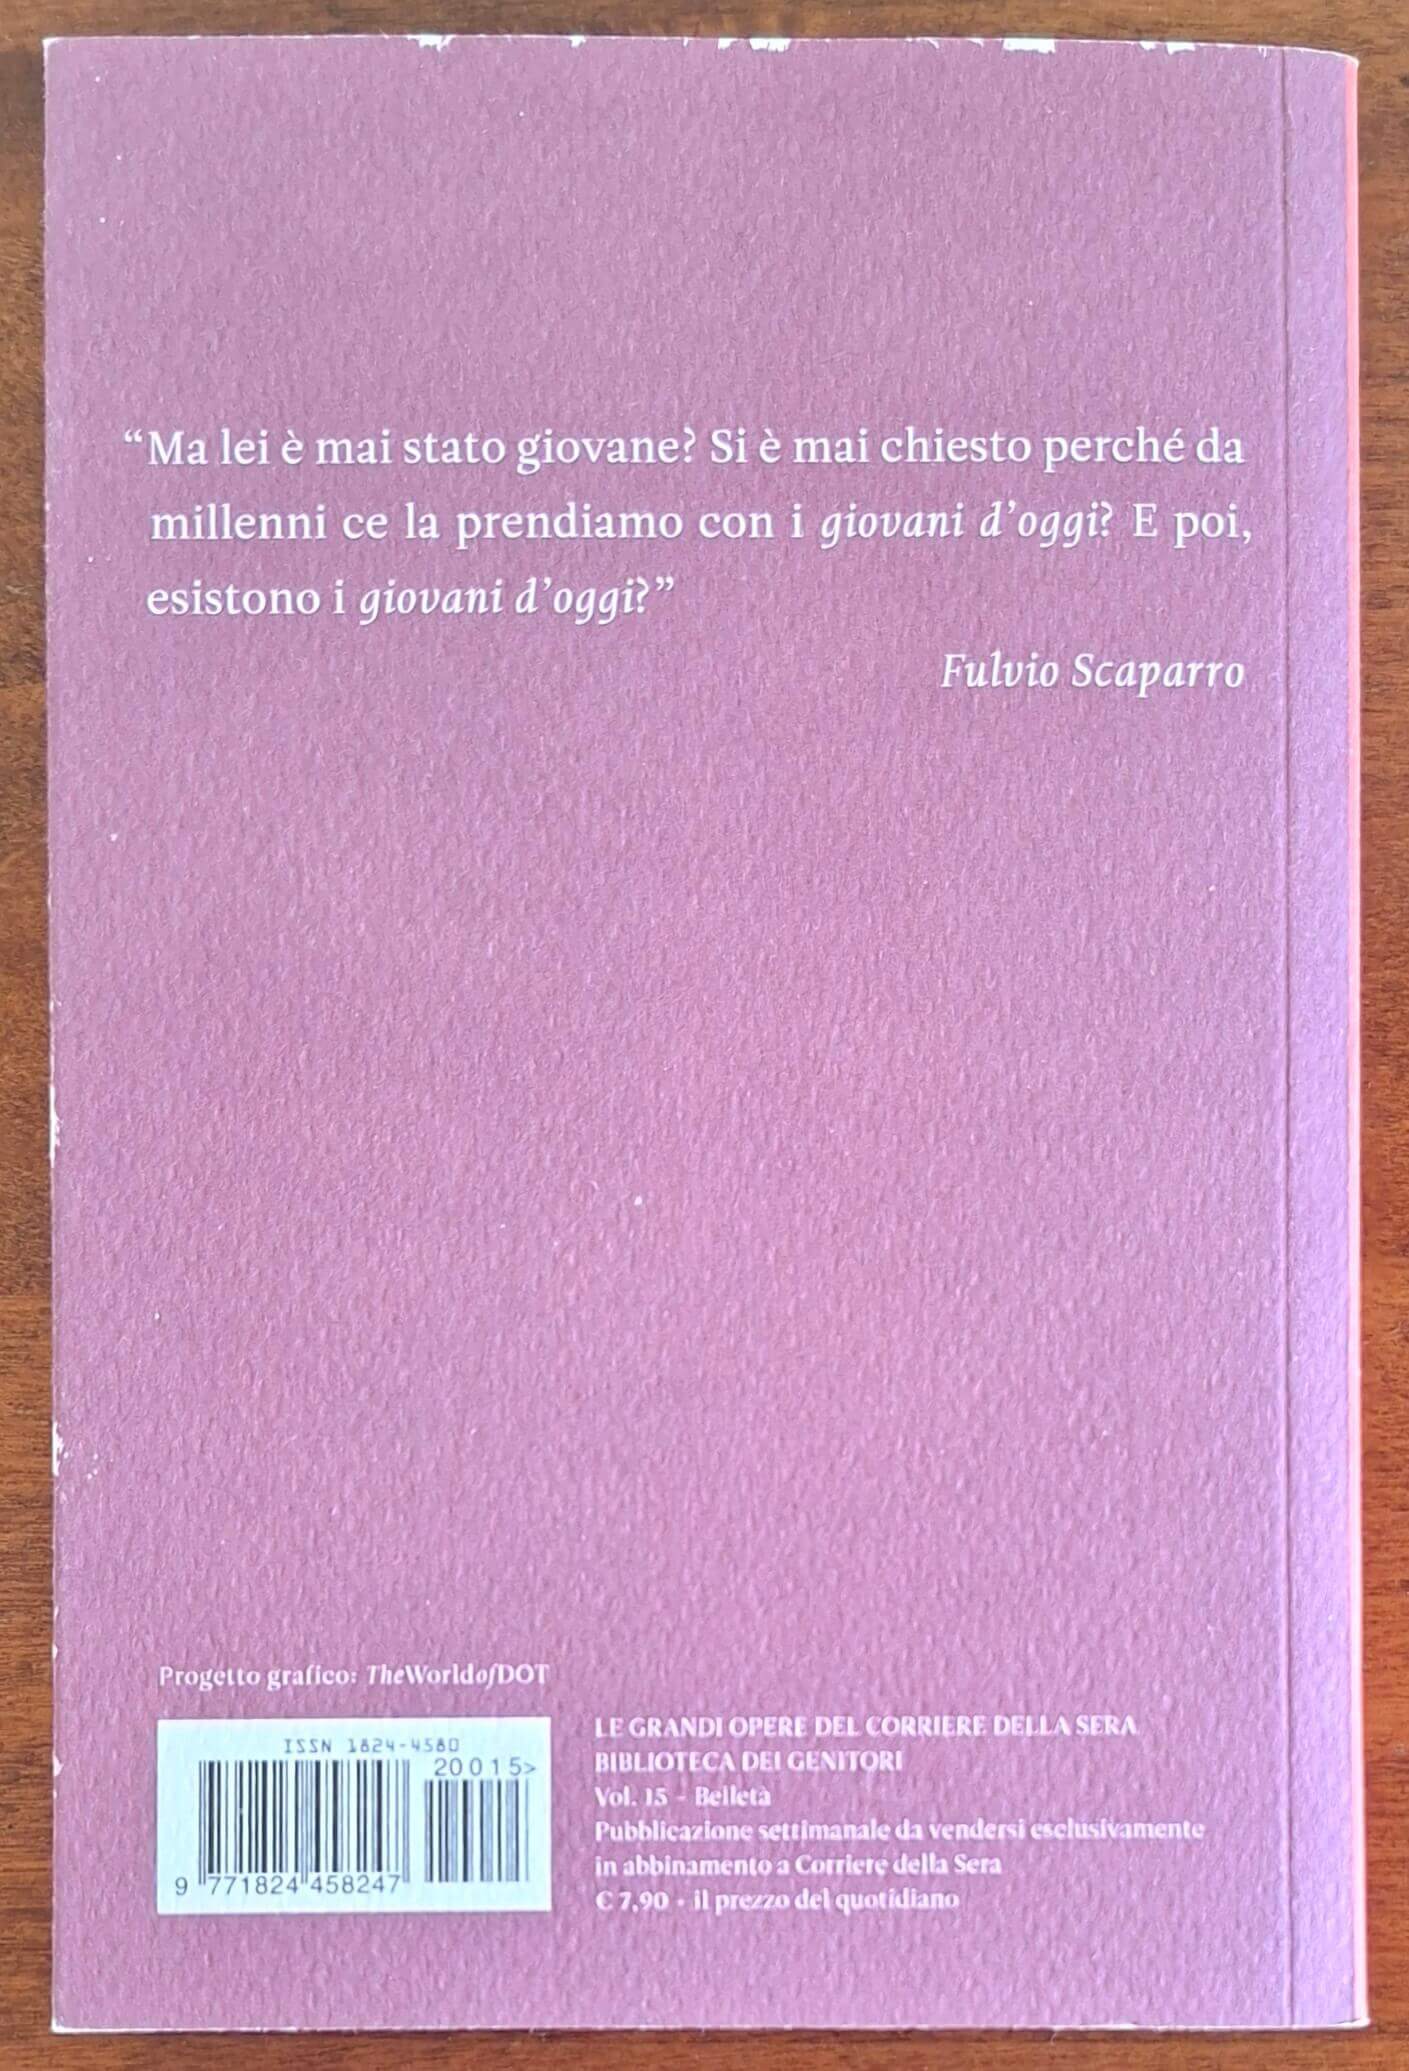 “Ma lei è mai stato giovane? Si è mai chiesto perché da
millenni ce la prendiamo con i giovani d’oggi? E poi,
esistono i giovani d’oggi?”
Fulvio Scaparro
Progetto grafico: TheWorldofDOT
ISSN 1824-4580
20015>
9 771824 458247
LE GRANDI OPERE DEL CORRIERE DELLA SERA
BIBLIOTECA DEI GENITORI
Vol. 15 - Belletà
Pubblicazione settimanale da vendersi esclusivamente
in abbinamento a Corriere della Sera
€ 7,90 + il prezzo del quotidiano